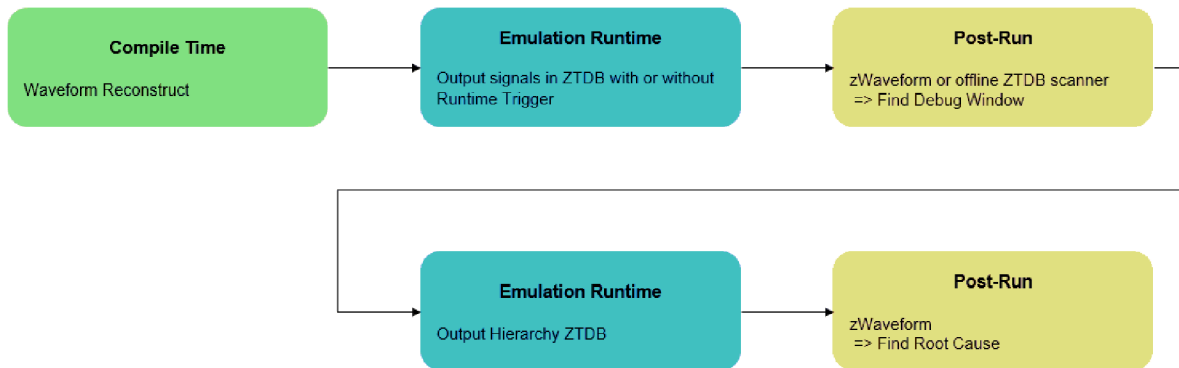 Compile Time
Waveform Reconstruct
Emulation Runtime
Output signals in ZTDB with or without
Runtime Trigger
Post-Run
zWaveform or offline ZTDB scanner
=> Find Debug Window
Emulation Runtime
Output Hierarchy ZTDB
Post-Run
zWaveform
=> Find Root Cause